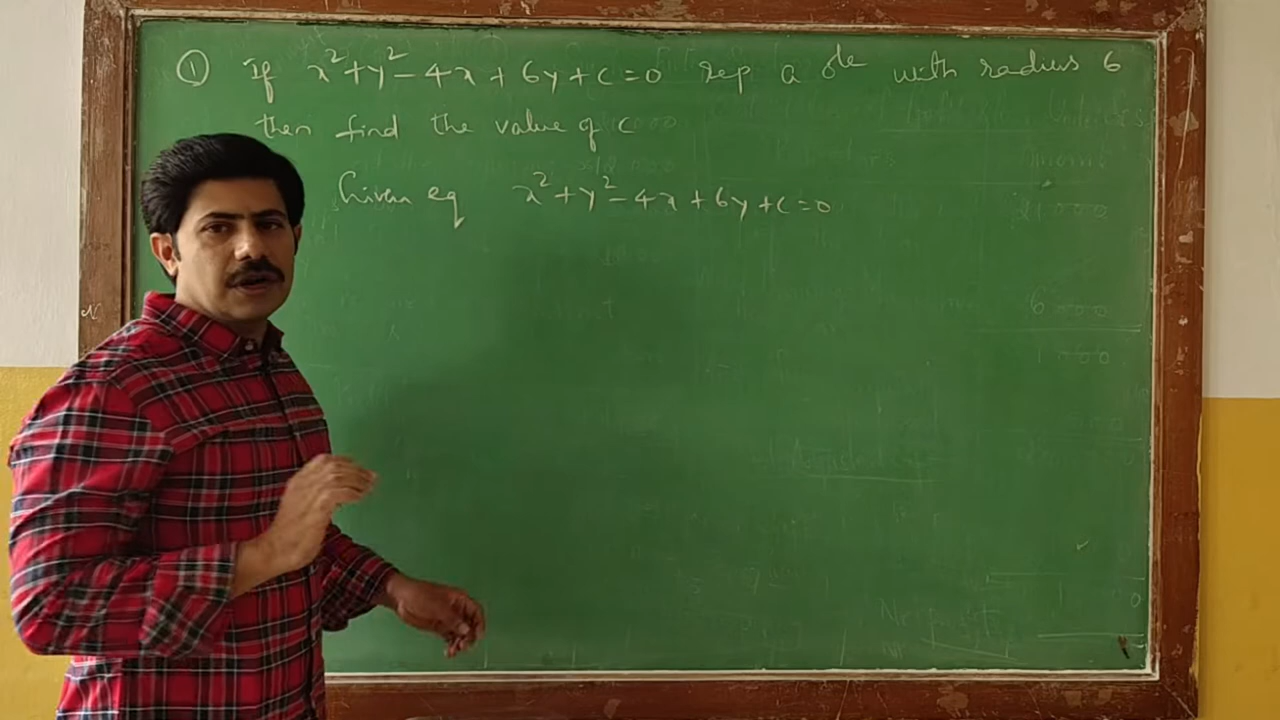 ① If x²+y²-4x+6y+c=0 rep a ⊙le with radius 6
then find the value of c
Given eq x²+y²-4x+6y+c=0